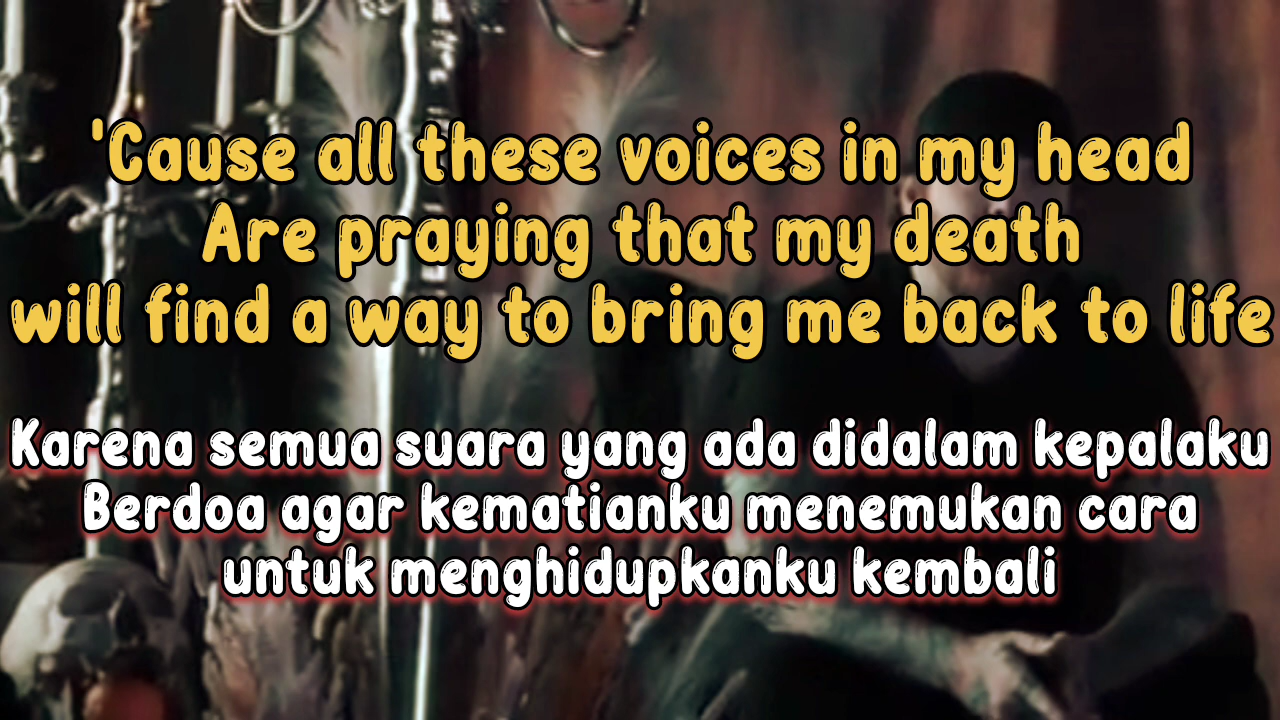 'Cause all these voices in my head
Are praying that my death
will find a way to bring me back to life
Karena semua suara yang ada didalam kepalaku
Berdoa agar kematianku menemukan cara
untuk menghidupkanku kembali